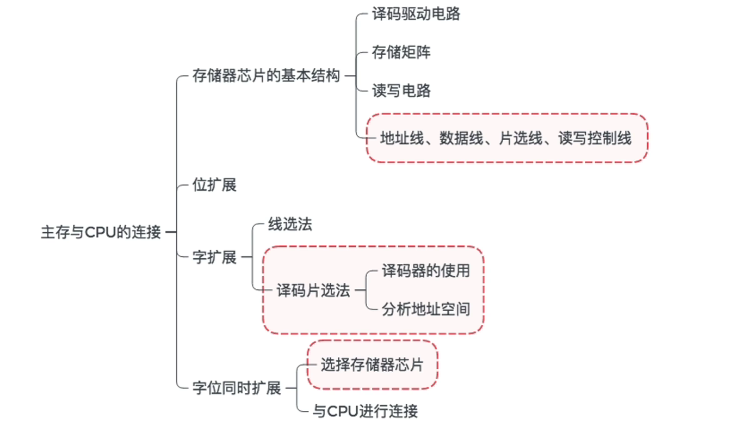 主存与CPU的连接
存储器芯片的基本结构
译码驱动电路
存储矩阵
读写电路
地址线、数据线、片选线、读写控制线
位扩展
字扩展
线选法
译码片选法
译码器的使用
分析地址空间
字位同时扩展
选择存储器芯片
与CPU进行连接